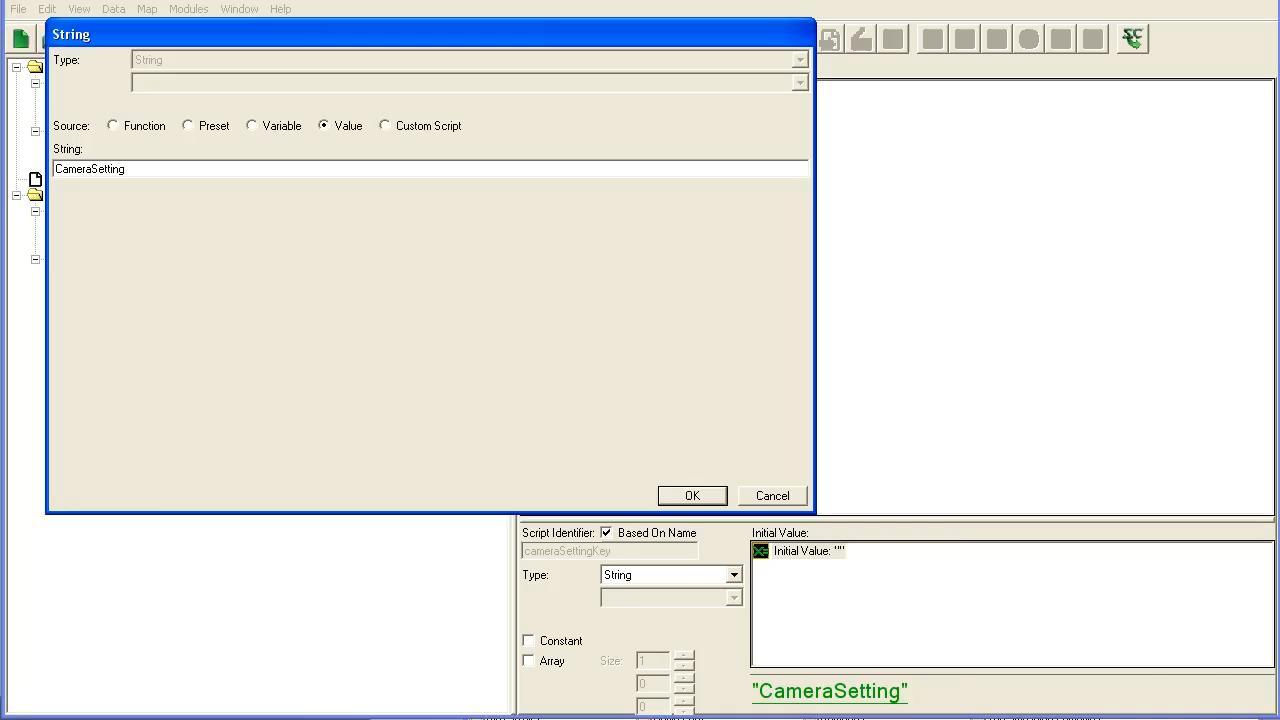 File Edit View Data Map Modules Window Help
String
Type: String
Source: Function Preset Variable Value Custom Script
String:
CameraSetting
OK Cancel
Script Identifier: Based On Name
cameraSettingKey
Type: String
Constant
Array Size: 1
0
0
Initial Value:
Initial Value: ""
"CameraSetting"